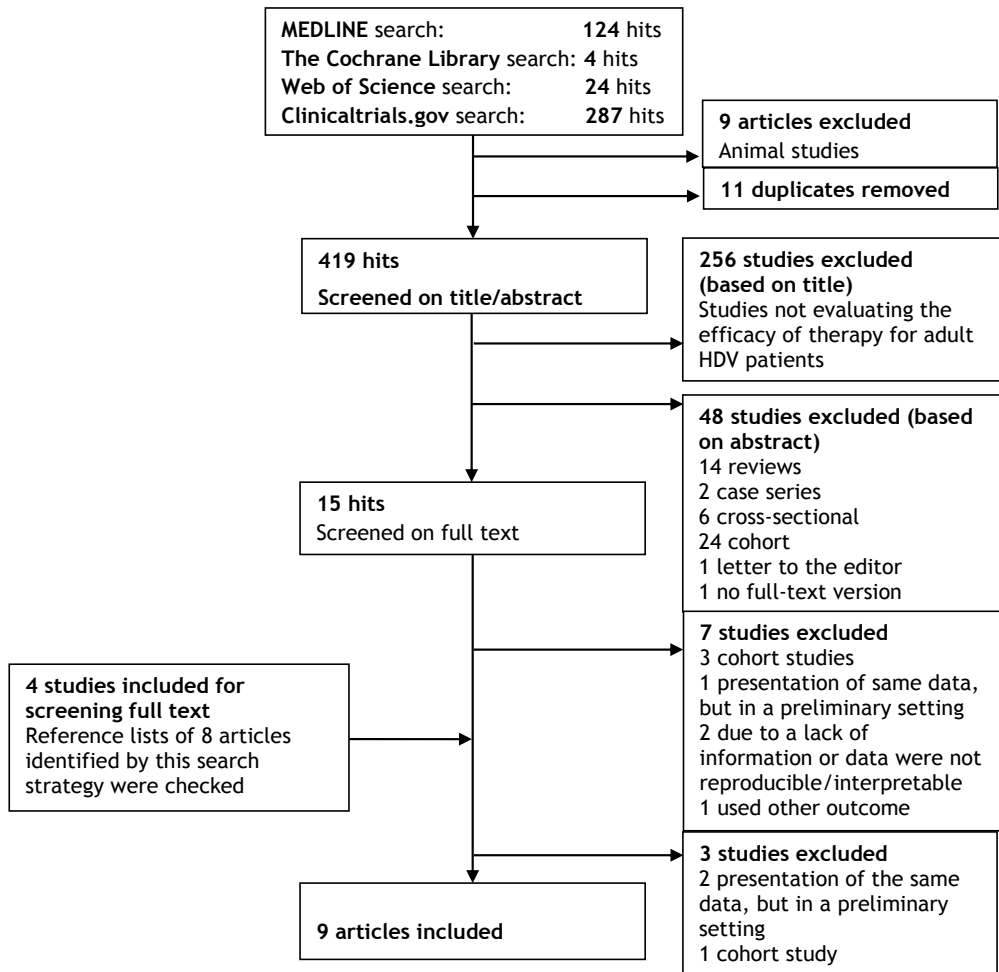 MEDLINE search: 124 hits
The Cochrane Library search: 4 hits
Web of Science search: 24 hits
Clinicaltrials.gov search: 287 hits
9 articles excluded
Animal studies
11 duplicates removed
419 hits
Screened on title/abstract
256 studies excluded
(based on title)
Studies not evaluating the
efficacy of therapy for adult
HDV patients
48 studies excluded (based
on abstract)
14 reviews
2 case series
6 cross-sectional
24 cohort
1 letter to the editor
1 no full-text version
15 hits
Screened on full text
7 studies excluded
3 cohort studies
1 presentation of same data,
but in a preliminary setting
2 due to a lack of
information or data were not
reproducible/interpretable
1 used other outcome
4 studies included for
screening full text
Reference lists of 8 articles
identified by this search
strategy were checked
3 studies excluded
2 presentation of the same
data, but in a preliminary
setting
1 cohort study
9 articles included